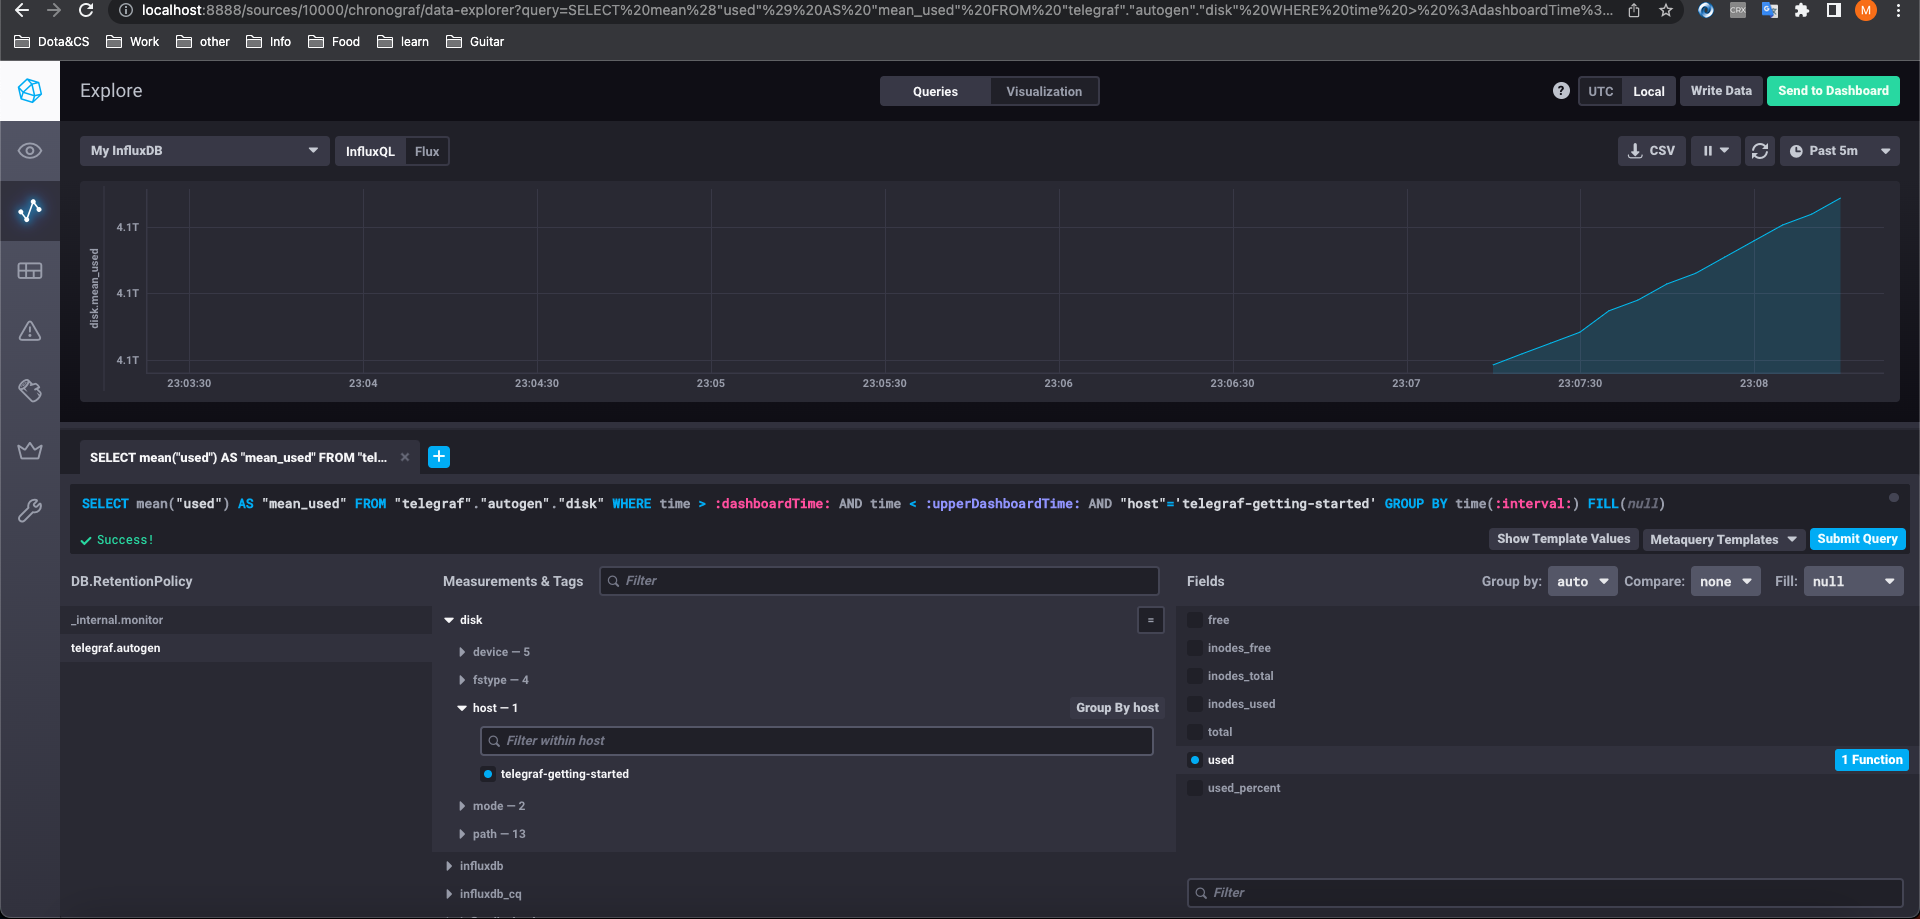 localhost:8888/sources/10000/chronograf/data-explorer?query=SELECT%20mean%28"used"%29%20AS%20"mean_used"%20FROM%20"telegraf"."autogen"."disk"%20WHERE%20time%20>%20%3AdashboardTime%3...
Dota&CS Work other Info Food learn Guitar
Explore
Queries Visualization
? UTC Local Write Data Send to Dashboard
My InfluxDB InfluxQL Flux
CSV Past 5m
disk.mean_used
4.1T
4.1T
4.1T
23:03:30 23:04 23:04:30 23:05 23:05:30 23:06 23:06:30 23:07 23:07:30 23:08
SELECT mean("used") AS "mean_used" FROM "tel... × +
SELECT mean("used") AS "mean_used" FROM "telegraf"."autogen"."disk" WHERE time > :dashboardTime: AND time < :upperDashboardTime: AND "host"='telegraf-getting-started' GROUP BY time(:interval:) FILL(null)
Success!
Show Template Values Metaquery Templates Submit Query
DB.RetentionPolicy
_internal.monitor
telegraf.autogen
Measurements & Tags Filter
disk =
device — 5
fstype — 4
host — 1 Group By host
Filter within host
telegraf-getting-started
mode — 2
path — 13
influxdb
influxdb_cq
Fields Group by: auto Compare: none Fill: null
free
inodes_free
inodes_total
inodes_used
total
used 1 Function
used_percent
Filter
M
CRX